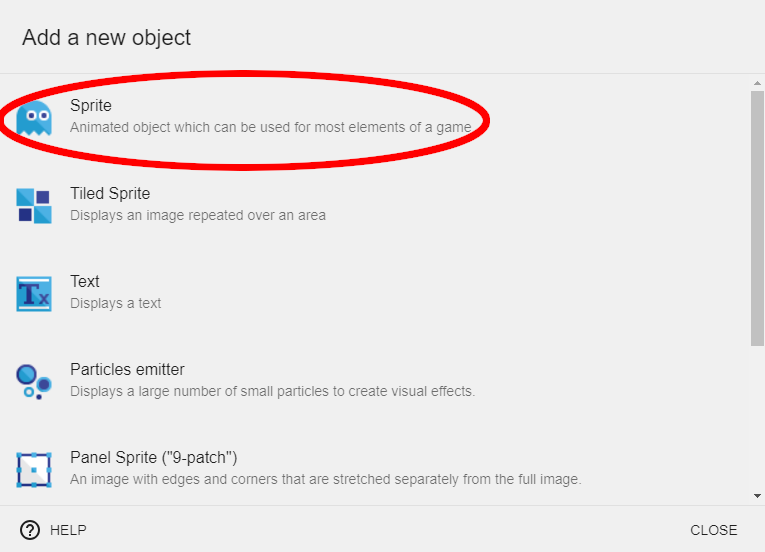 Add a new object
Sprite
Animated object which can be used for most elements of a game.
Tiled Sprite
Displays an image repeated over an area
Tx
Text
Displays a text
Particles emitter
Displays a large number of small particles to create visual effects.
Panel Sprite ("9-patch")
An image with edges and corners that are stretched separately from the full image.
? HELP
CLOSE